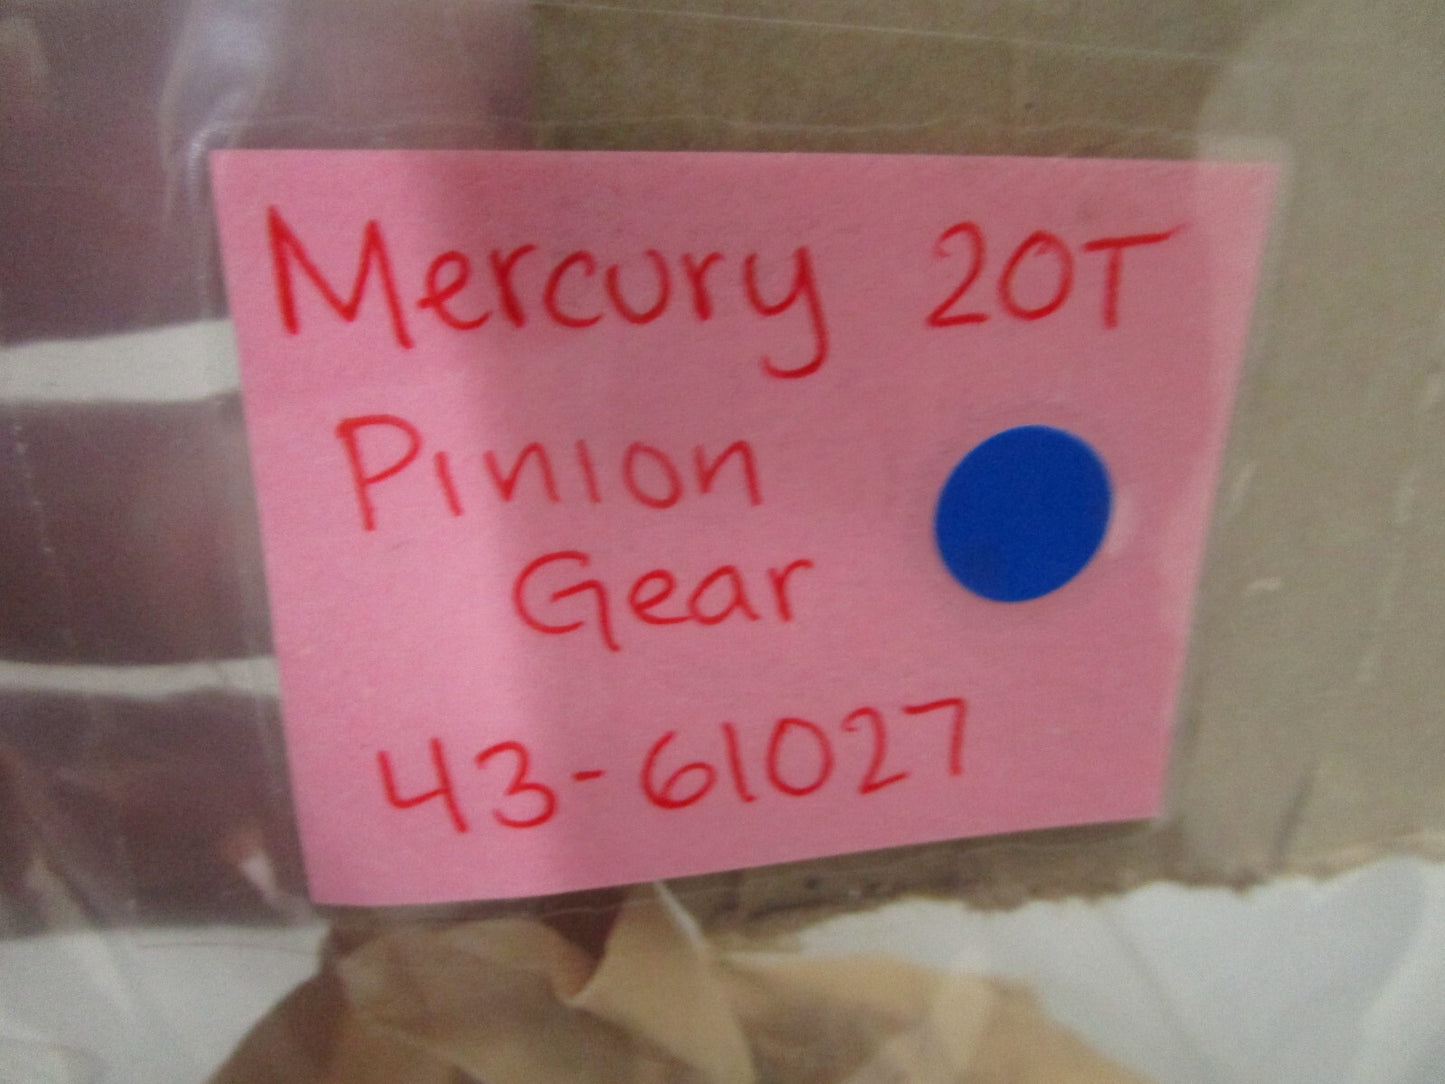 Mercury 20T
Pinion
Gear
43-61027